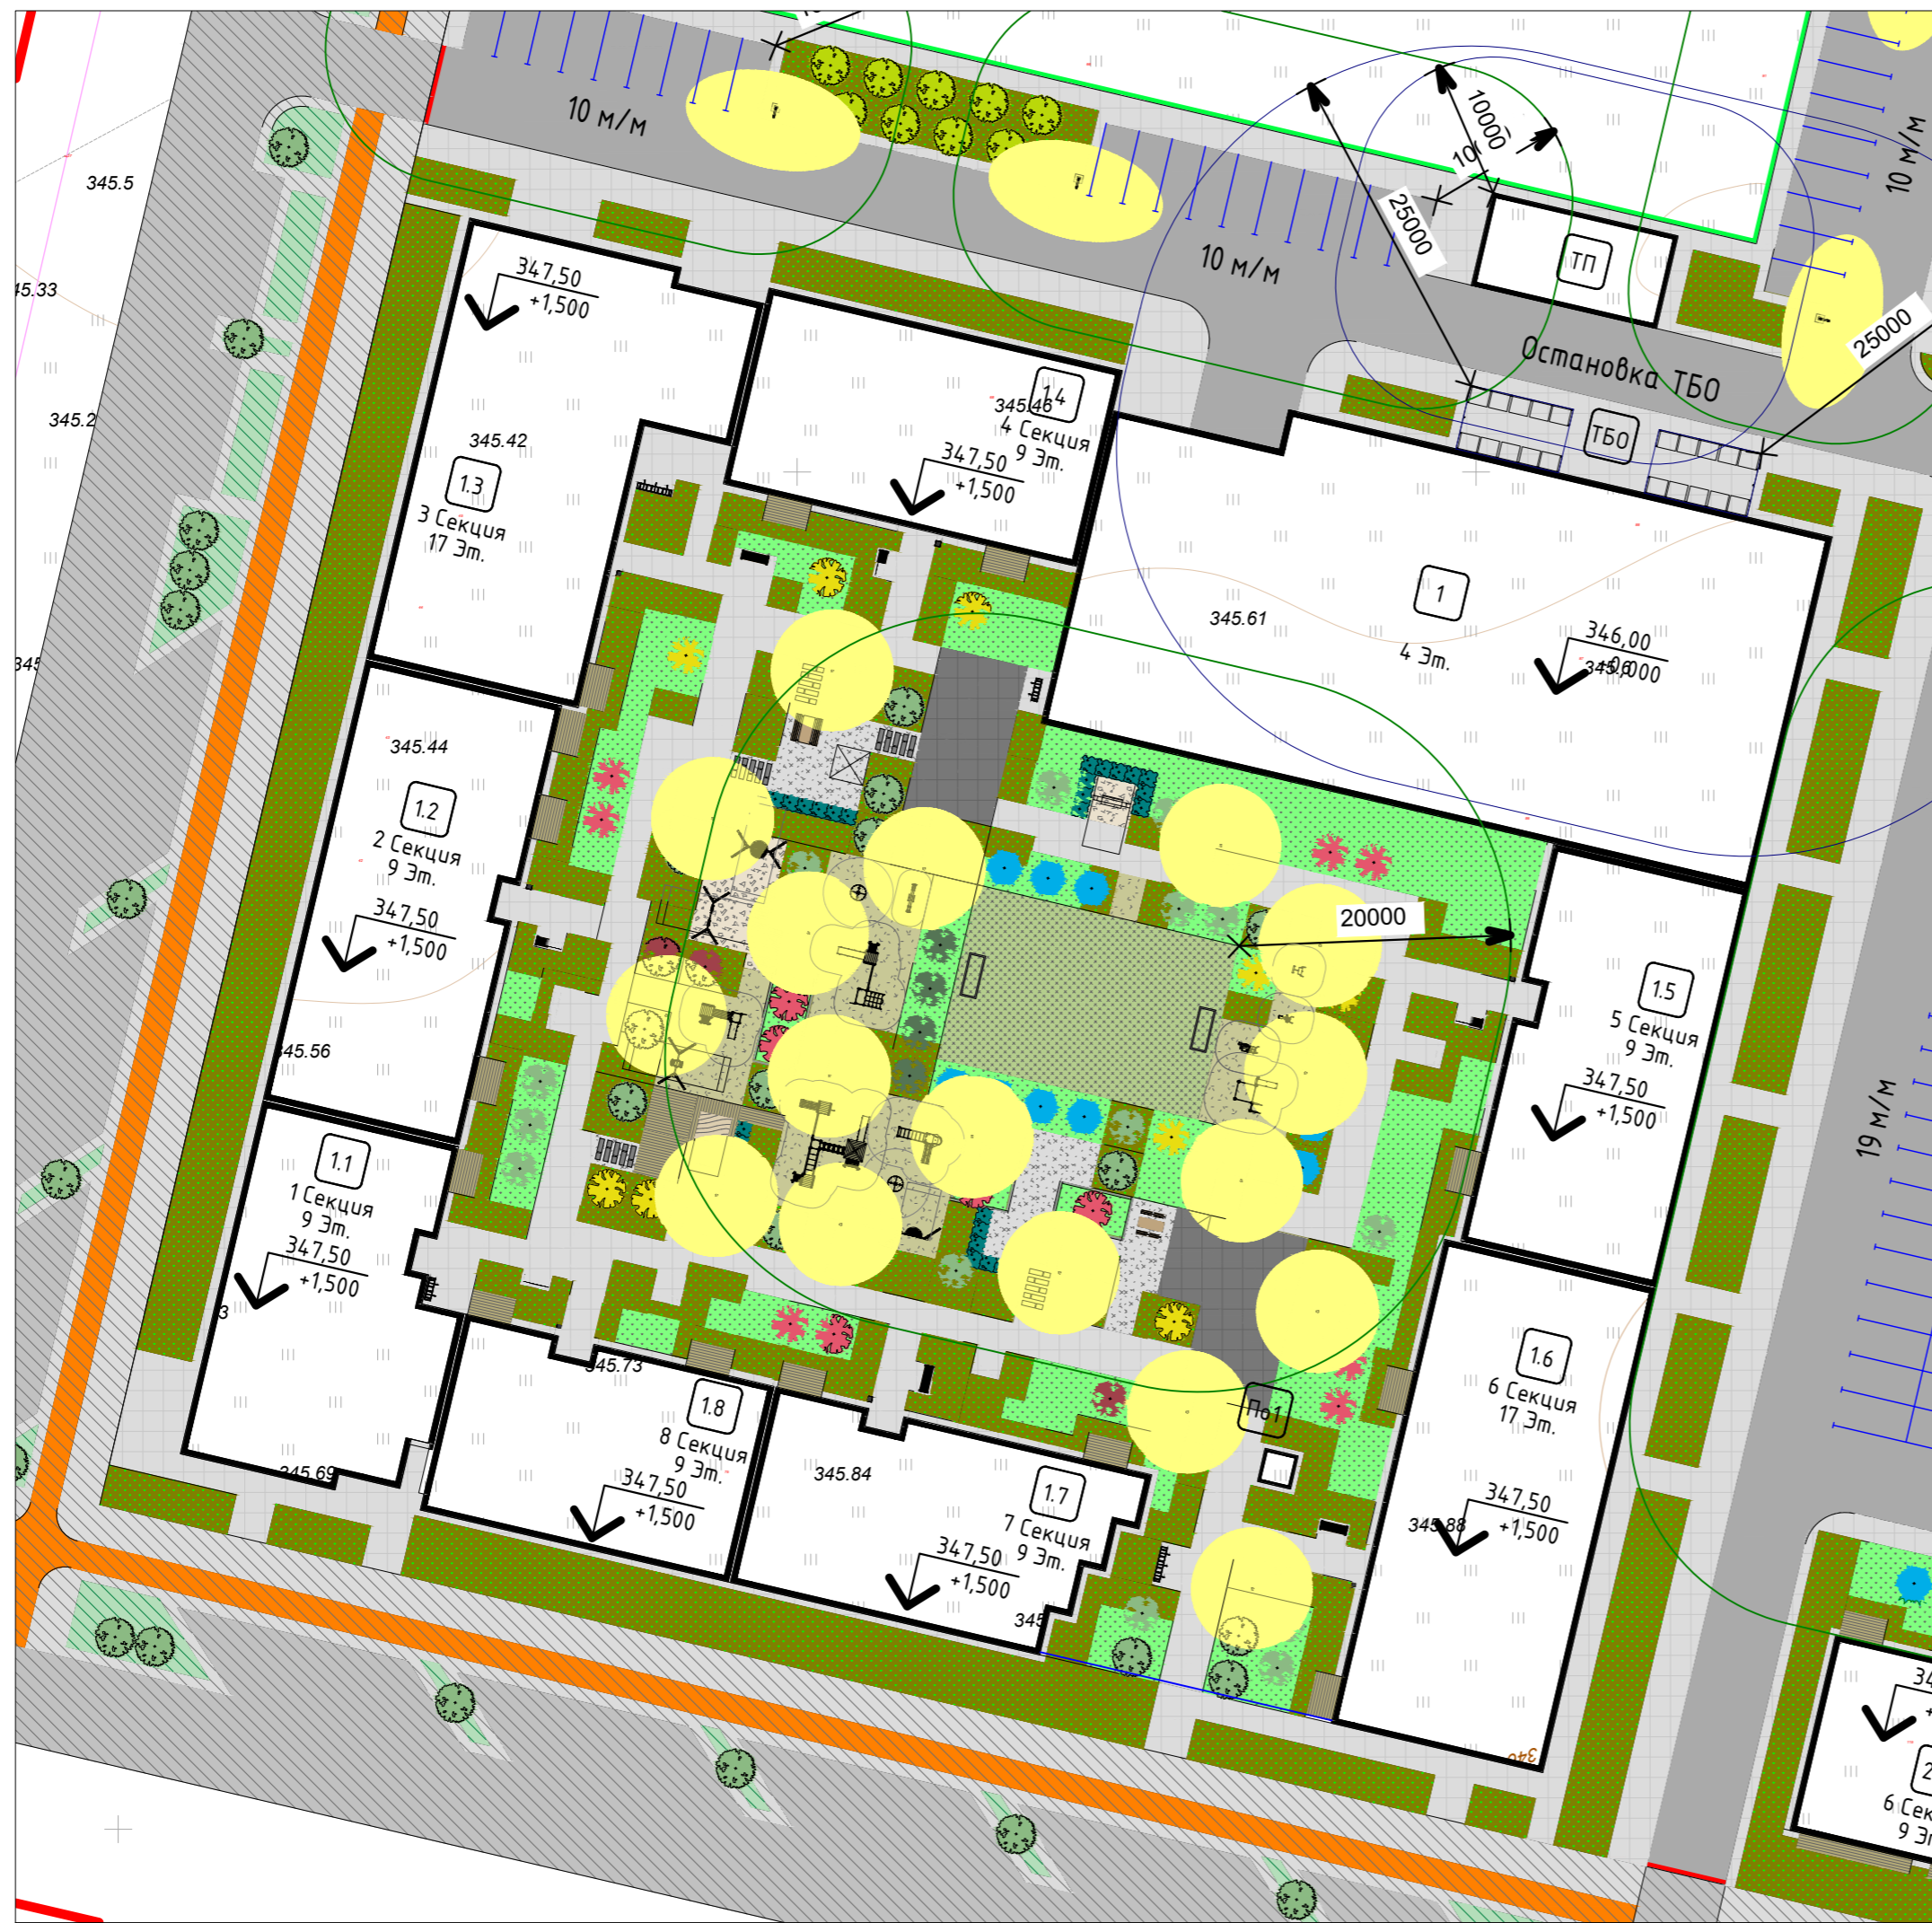 10 м/м
10 м/м
10 м/м
10000
25000
25000
ТП
Остановка ТБО
ТБО
345.5
45.33
345.2
347,50
+1,500
345.42
1.3
3 Секция
17 Эт.
1.4
345.46
4 Секция
9 Эт.
347,50
+1,500
1
345.61
4 Эт.
346,00
345.44
1.2
2 Секция
9 Эт.
347,50
+1,500
345.56
20000
1.5
5 Секция
9 Эт.
347,50
+1,500
19 м/м
1.1
1 Секция
9 Эт.
347,50
+1,500
345.69
345.73
1.8
8 Секция
9 Эт.
347,50
+1,500
345.84
1.7
7 Секция
9 Эт.
347,50
+1,500
345
По1
1.6
6 Секция
17 Эт.
347,50
345.88
+1,500
6 Сек
9 Э